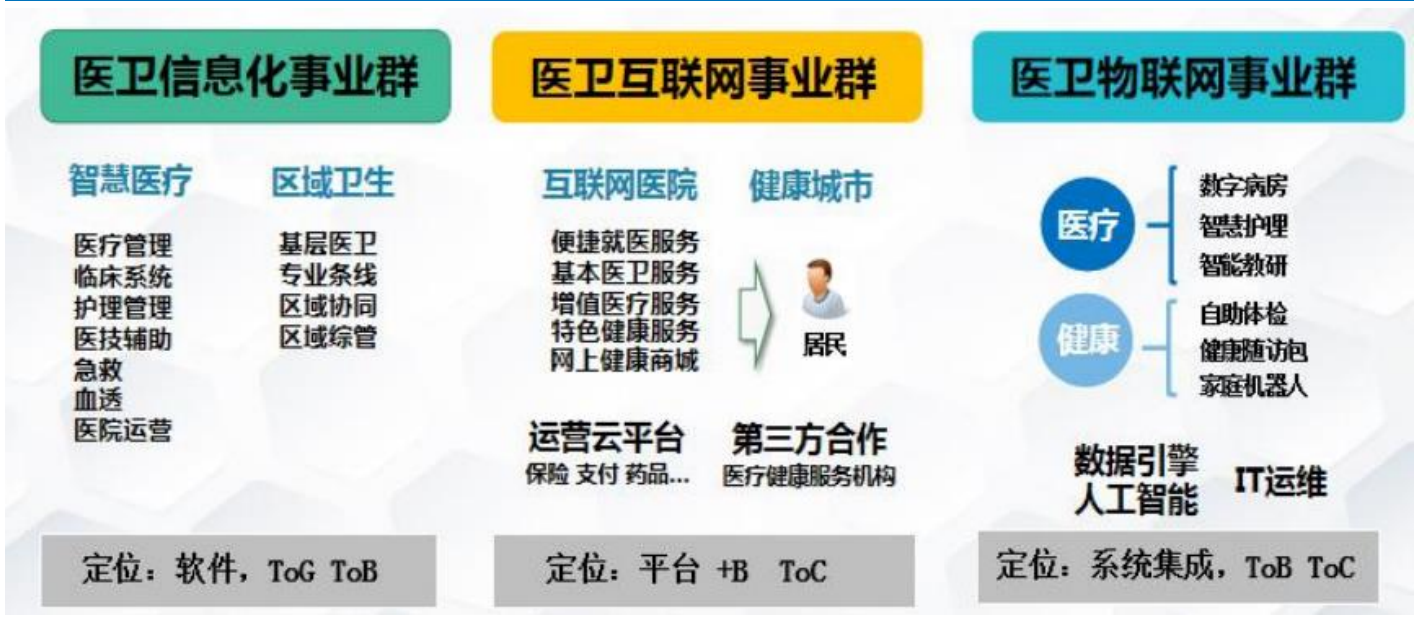 医卫信息化事业群
智慧医疗
区域卫生
医疗管理
临床系统
护理管理
医技辅助
急救
血透
医院运营
基层医卫
专业条线
区域协同
区域综管
定位：软件，ToG ToB
医卫互联网事业群
互联网医院
健康城市
便捷就医服务
基本医卫服务
增值医疗服务
特色健康服务
网上健康商城
居民
运营云平台
保险 支付 药品...
第三方合作
医疗健康服务机构
定位：平台 +B ToC
医卫物联网事业群
医疗
数字病房
智慧护理
智能教研
健康
自助体检
健康随访包
家庭机器人
数据引擎
人工智能
IT运维
定位：系统集成，ToB ToC